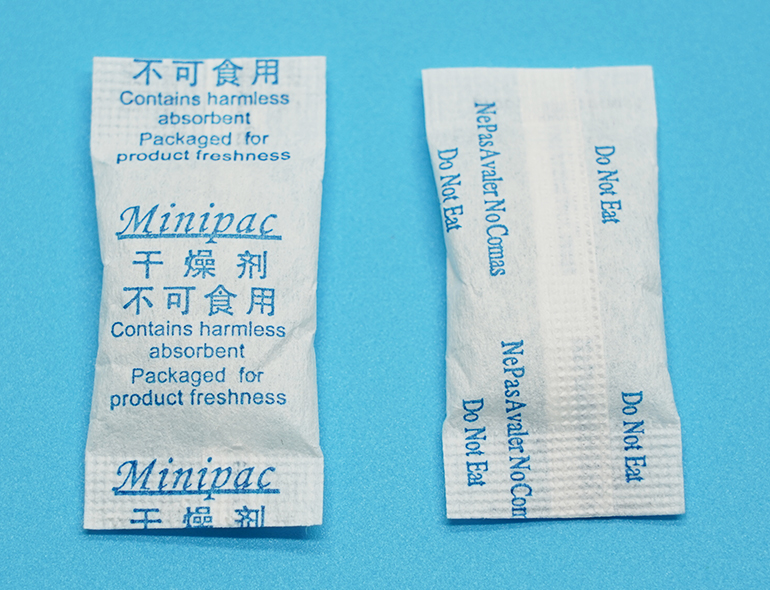 不可食用
Contains harmless
absorbent
Packaged for
product freshness
Minipac
干燥剂
不可食用
Contains harmless
absorbent
Packaged for
product freshness
Minipac
干燥剂
NePasAvalerNoComas
Do Not Eat
Do Not Eat
NePasAvalerNoCom
Do Not Eat
Do Not Eat